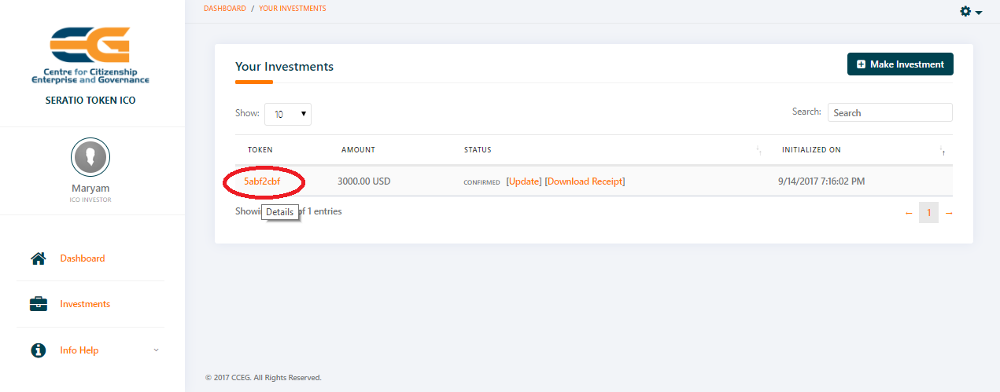 DASHBOARD / YOUR INVESTMENTS
CEG
Centre for Citizenship
Enterprise and Governance
SERATIO TOKEN ICO
Maryam
ICO INVESTOR
Dashboard
Investments
Info Help
Your Investments
Make Investment
Show: 10
Search: Search
TOKEN AMOUNT STATUS INITIALIZED ON
5abf2cbf 3000.00 USD CONFIRMED [Update] [Download Receipt] 9/14/2017 7:16:02 PM
Details
Showin of 1 entries
← 1 →
© 2017 CCEG. All Rights Reserved.